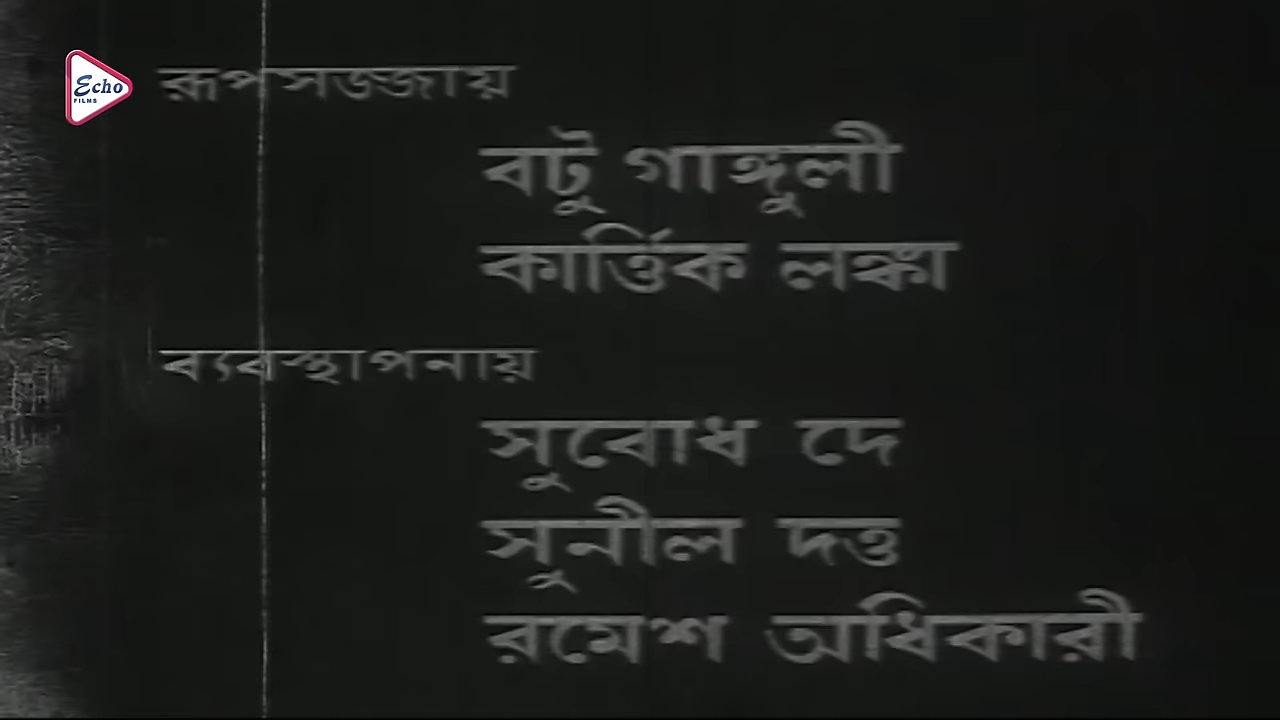 Echo
FILMS
রূপসজ্জায়
বটু গাঙ্গুলী
কার্ত্তিক লঙ্কা
ব্যবস্থাপনায়
সুবোধ দে
সুনীল দত্ত
রমেশ অধিকারী